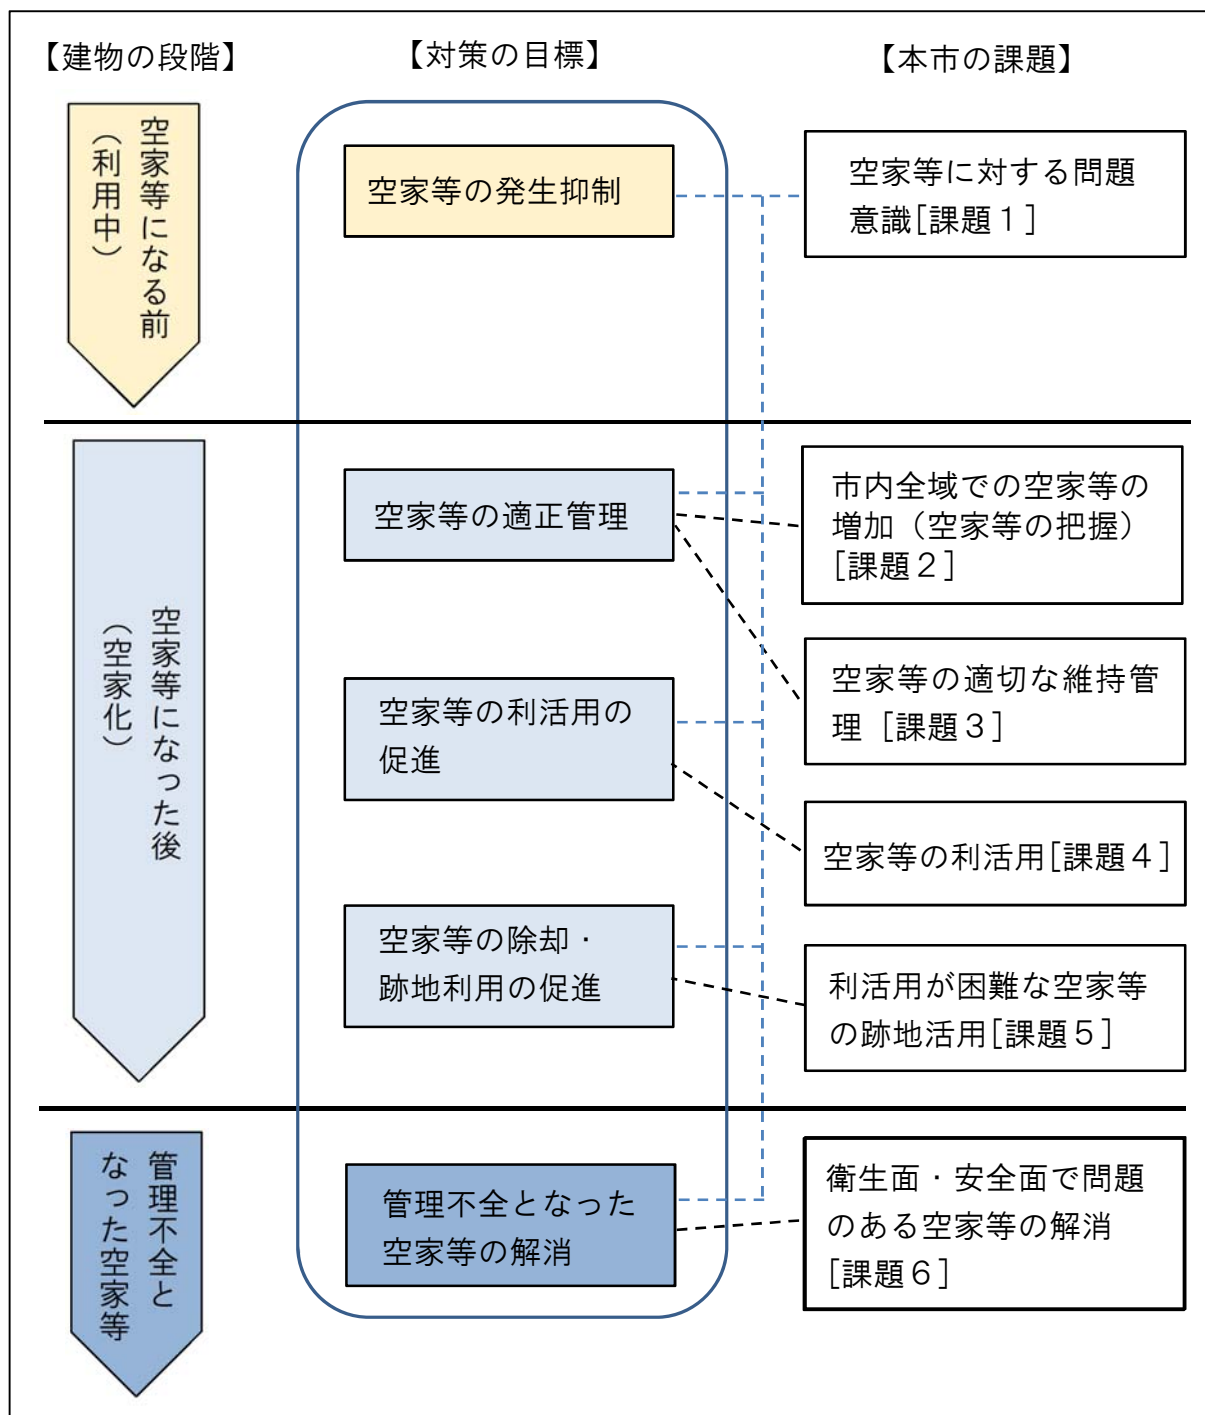 【建物の段階】
【対策の目標】
【本市の課題】
空家等になる前
（利用中）
空家等の発生抑制
空家等に対する問題
意識[課題１]
空家等になった後
（空家化）
空家等の適正管理
市内全域での空家等の
増加（空家等の把握）
[課題２]
空家等の適切な維持管
理 [課題３]
空家等の利活用の
促進
空家等の利活用[課題４]
空家等の除却・
跡地利用の促進
利活用が困難な空家等
の跡地活用[課題５]
管理不全と
なった空家等
管理不全となった
空家等の解消
衛生面・安全面で問題
のある空家等の解消
[課題６]